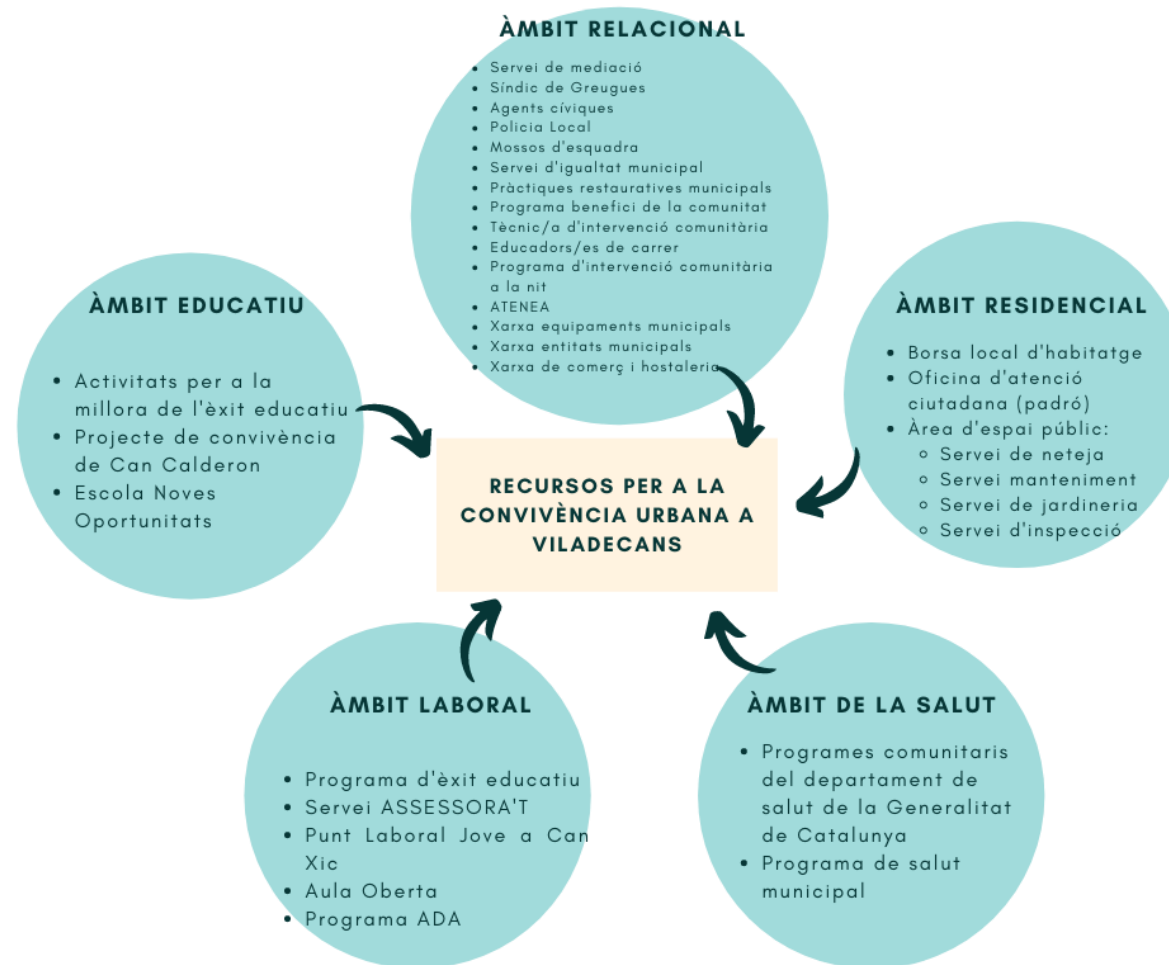 ÀMBIT RELACIONAL
• Servei de mediació
• Síndic de Greugues
• Agents cíviques
• Policia Local
• Mossos d'esquadra
• Servei d'igualtat municipal
• Pràctiques restauratives municipals
• Programa benefici de la comunitat
• Tècnic/a d'intervenció comunitària
• Educadors/es de carrer
• Programa d'intervenció comunitària
a la nit
• ATENEA
• Xarxa equipaments municipals
• Xarxa entitats municipals
• Xarxa de comerç i hostaleria
ÀMBIT EDUCATIU
• Activitats per a la
millora de l'èxit educatiu
• Projecte de convivència
de Can Calderon
• Escola Noves
Oportunitats
ÀMBIT RESIDENCIAL
• Borsa local d'habitatge
• Oficina d'atenció
ciutadana (padró)
• Àrea d'espai públic:
◦ Servei de neteja
◦ Servei manteniment
◦ Servei de jardineria
◦ Servei d'inspecció
RECURSOS PER A LA
CONVIVÈNCIA URBANA A
VILADECANS
ÀMBIT LABORAL
• Programa d'èxit educatiu
• Servei ASSESSORA'T
• Punt Laboral Jove a Can
Xic
• Aula Oberta
• Programa ADA
ÀMBIT DE LA SALUT
• Programes comunitaris
del departament de
salut de la Generalitat
de Catalunya
• Programa de salut
municipal